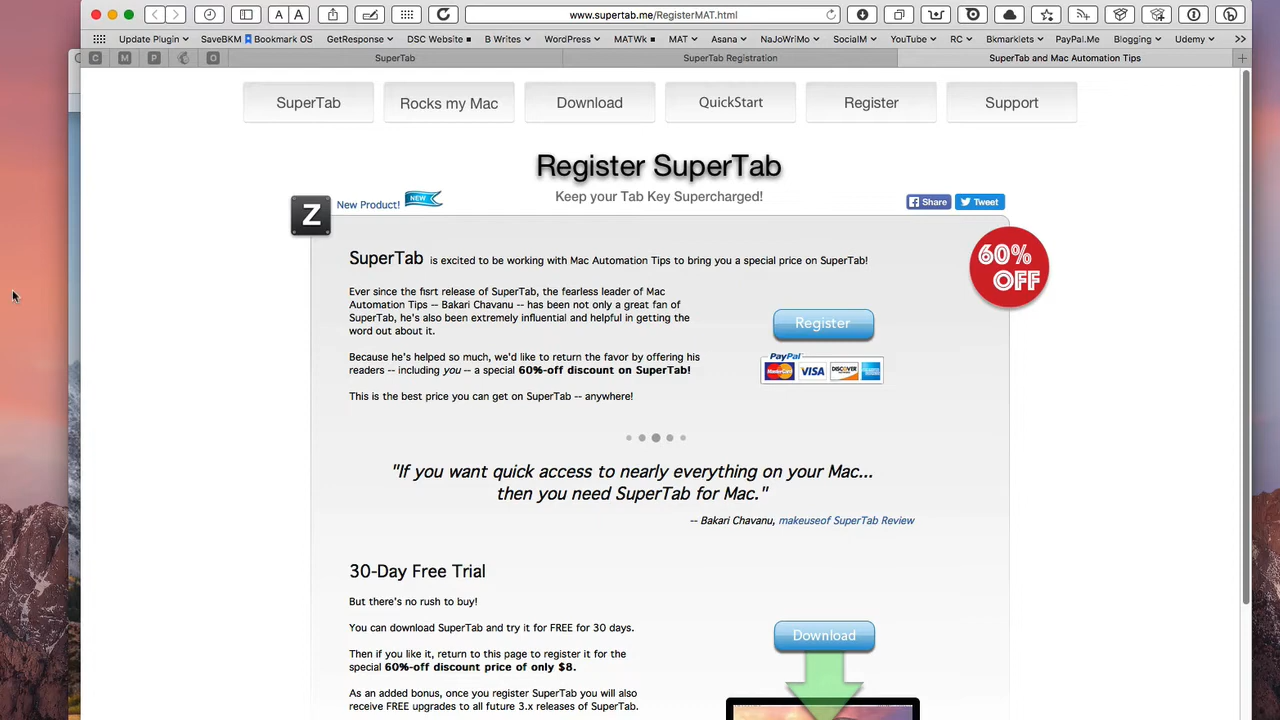 www.supertab.me/RegisterMAT.html
A A
Update Plugin SaveBKM Bookmark OS GetResponse DSC Website B Writes WordPress MATWk MAT Asana NaJoWriMo SocialM YouTube RC Bkmarklets PayPal.Me Blogging Udemy >>
C M P O SuperTab SuperTab Registration SuperTab and Mac Automation Tips +
SuperTab Rocks my Mac Download QuickStart Register Support
Register SuperTab
Keep your Tab Key Supercharged!
Z New Product! NEW
Share Tweet
60% OFF
SuperTab is excited to be working with Mac Automation Tips to bring you a special price on SuperTab!
Ever since the fisrt release of SuperTab, the fearless leader of Mac
Automation Tips -- Bakari Chavanu -- has been not only a great fan of
SuperTab, he's also been extremely influential and helpful in getting the
word out about it.
Register
PayPal
MasterCard VISA DISCOVER
Because he's helped so much, we'd like to return the favor by offering his
readers -- including you -- a special 60%-off discount on SuperTab!
This is the best price you can get on SuperTab -- anywhere!
"If you want quick access to nearly everything on your Mac...
then you need SuperTab for Mac."
-- Bakari Chavanu, makeuseof SuperTab Review
30-Day Free Trial
But there's no rush to buy!
You can download SuperTab and try it for FREE for 30 days.
Download
Then if you like it, return to this page to register it for the
special 60%-off discount price of only $8.
As an added bonus, once you register SuperTab you will also
receive FREE upgrades to all future 3.x releases of SuperTab.